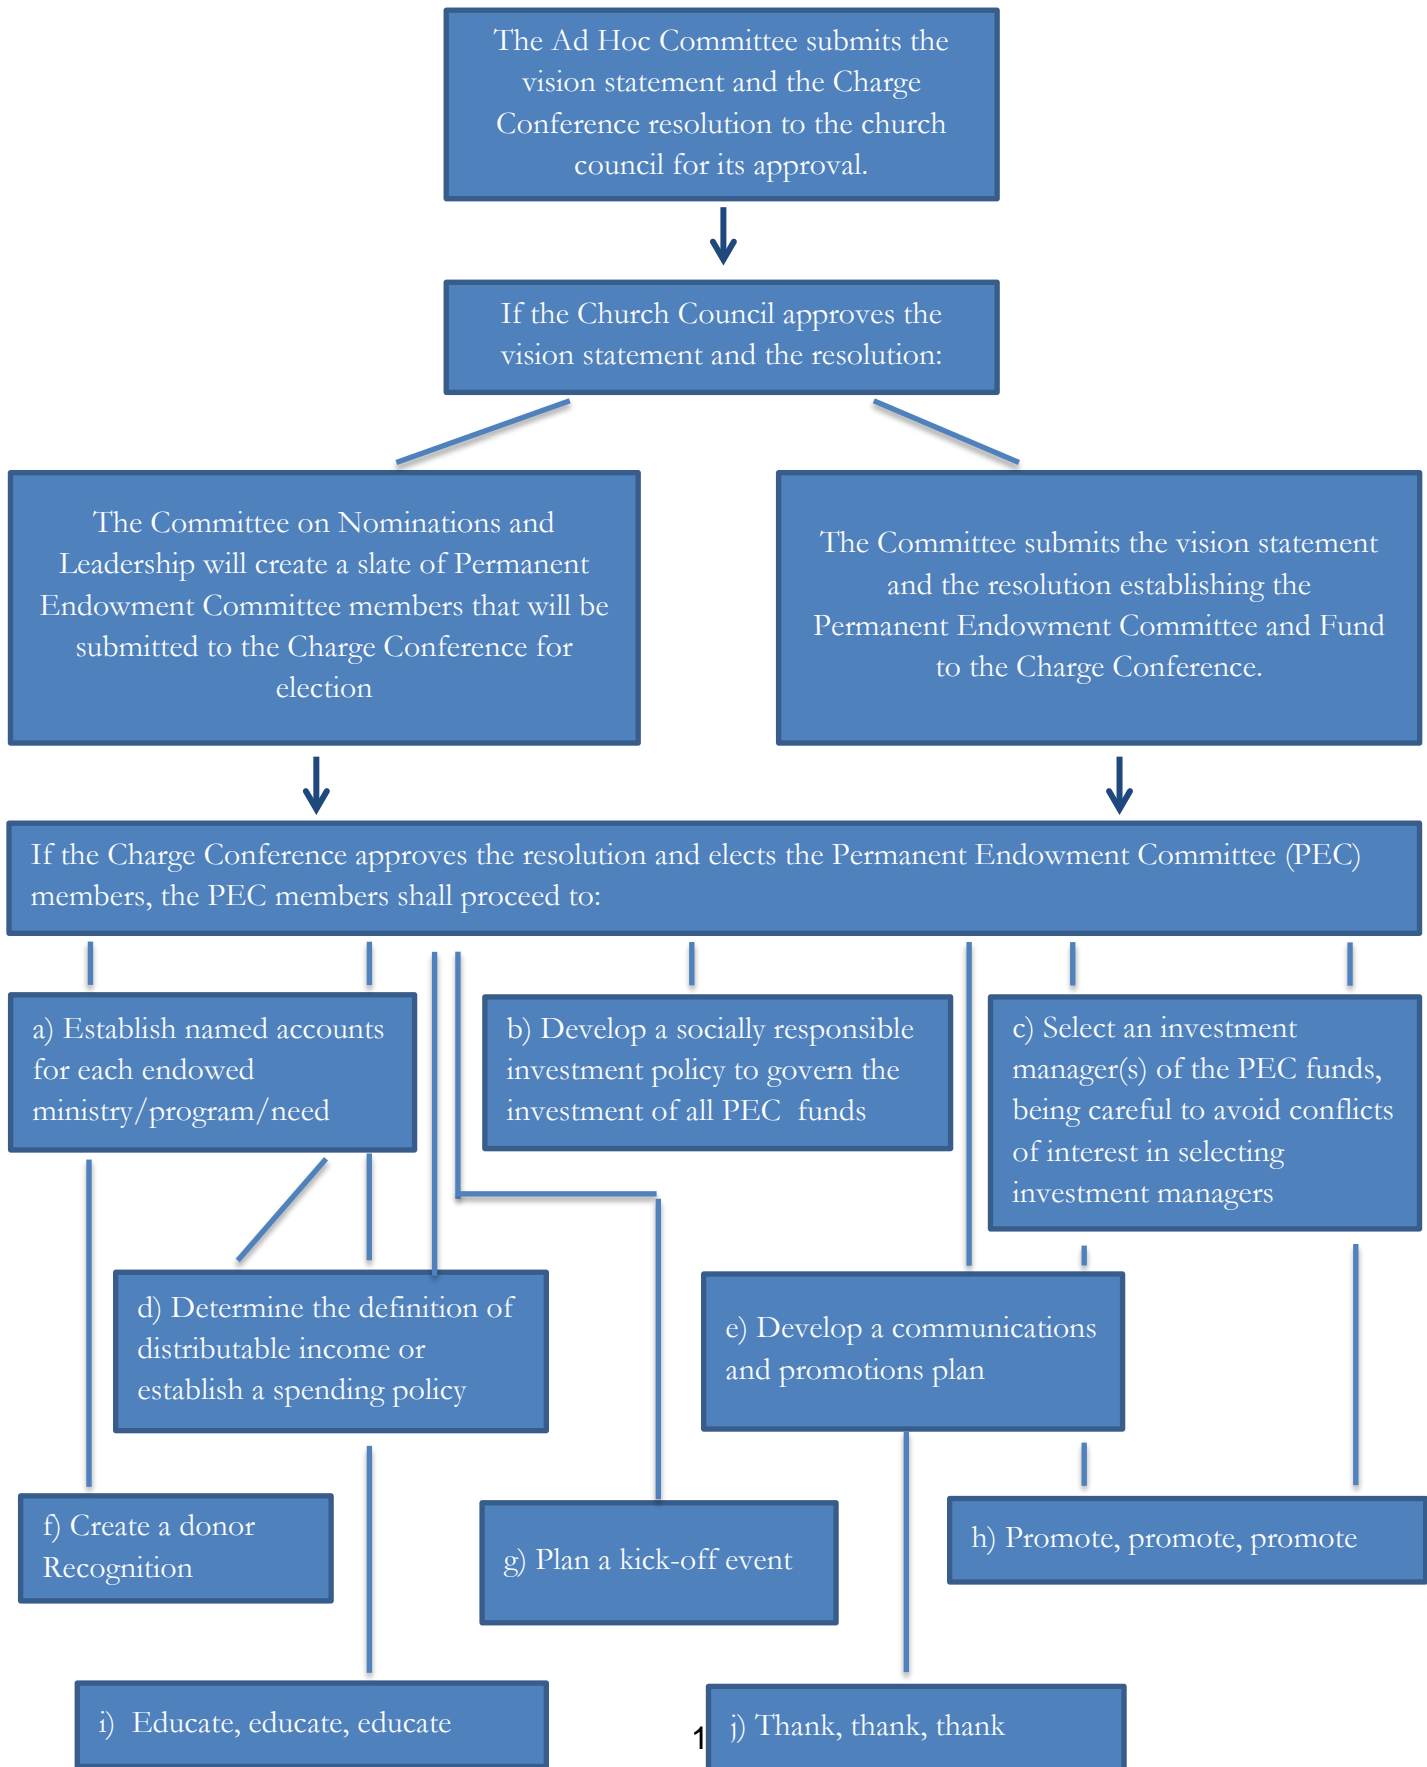 The Ad Hoc Committee submits the
vision statement and the Charge
Conference resolution to the church
council for its approval.
If the Church Council approves the
vision statement and the resolution:
The Committee on Nominations and
Leadership will create a slate of Permanent
Endowment Committee members that will be
submitted to the Charge Conference for
election
The Committee submits the vision statement
and the resolution establishing the
Permanent Endowment Committee and Fund
to the Charge Conference.
If the Charge Conference approves the resolution and elects the Permanent Endowment Committee (PEC)
members, the PEC members shall proceed to:
a) Establish named accounts
for each endowed
ministry/program/need
b) Develop a socially responsible
investment policy to govern the
investment of all PEC  funds
c) Select an investment
manager(s) of the PEC funds,
being careful to avoid conflicts
of interest in selecting
investment managers
d) Determine the definition of
distributable income or
establish a spending policy
e) Develop a communications
and promotions plan
f) Create a donor
Recognition
g) Plan a kick-off event
h) Promote, promote, promote
i)  Educate, educate, educate
1
j) Thank, thank, thank